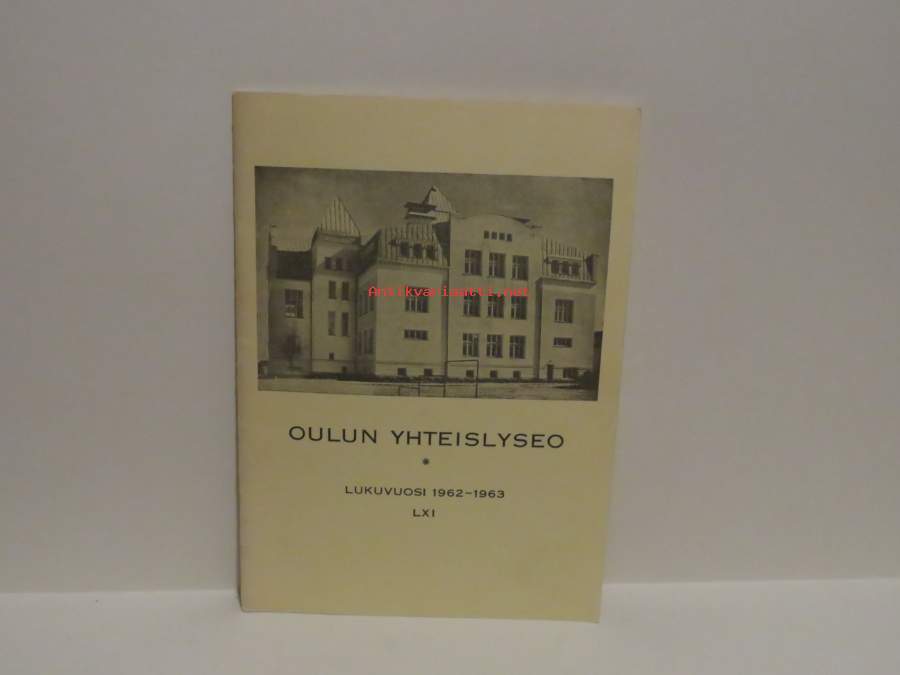 Antikvariaatti.net
OULUN YHTEISLYSEO
*
LUKUVUOSI 1962-1963
LXI